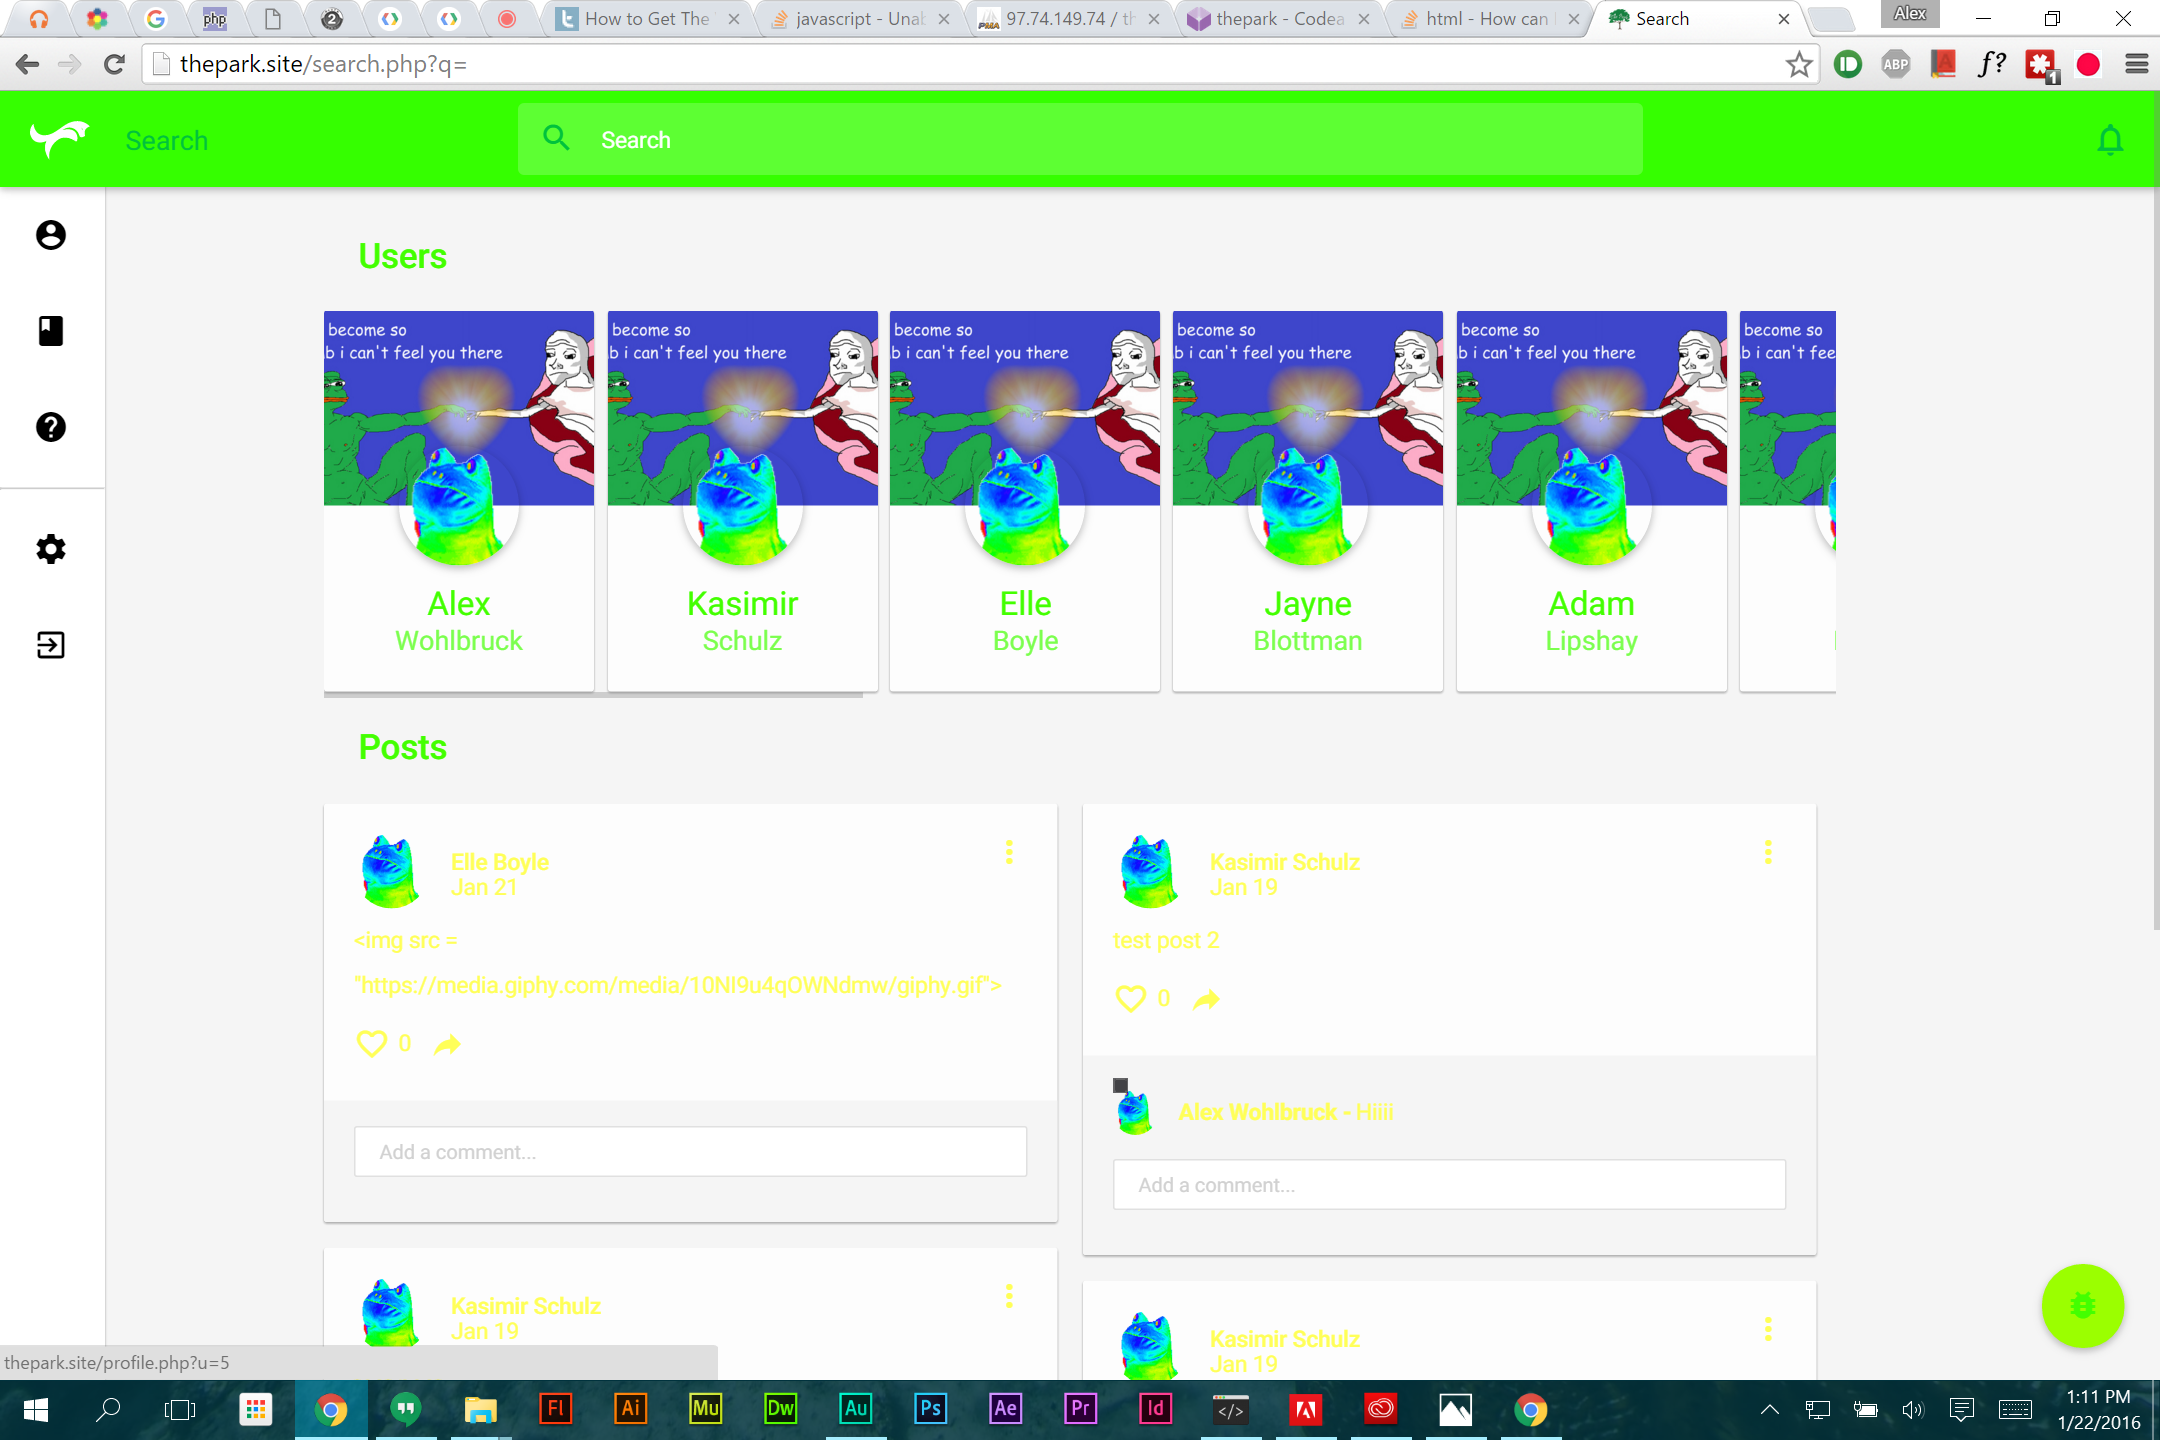 php
2
How to Get The
javascript - Unab
PMA 97.74.149.74 / th
thepark - Codea
html - How can
Search
Alex
thepark.site/search.php?q=
ABP
A
f?
1
Search
Search
Users
become so
b i can't feel you there
become so
b i can't feel you there
become so
b i can't feel you there
become so
b i can't feel you there
become so
b i can't feel you there
become so
b i can't fee
Alex
Wohlbruck
Kasimir
Schulz
Elle
Boyle
Jayne
Blottman
Adam
Lipshay
Posts
Elle Boyle
Jan 21
<img src =
"https://media.giphy.com/media/10Nl9u4qOWNdmw/giphy.gif">
0
Add a comment...
Kasimir Schulz
Jan 19
test post 2
0
Alex Wohlbruck - Hiiii
Add a comment...
Kasimir Schulz
Jan 19
Kasimir Schulz
Jan 19
thepark.site/profile.php?u=5
Fl
Ai
Mu
Dw
Au
Ps
Ae
Pr
Id
</>
1:11 PM
1/22/2016